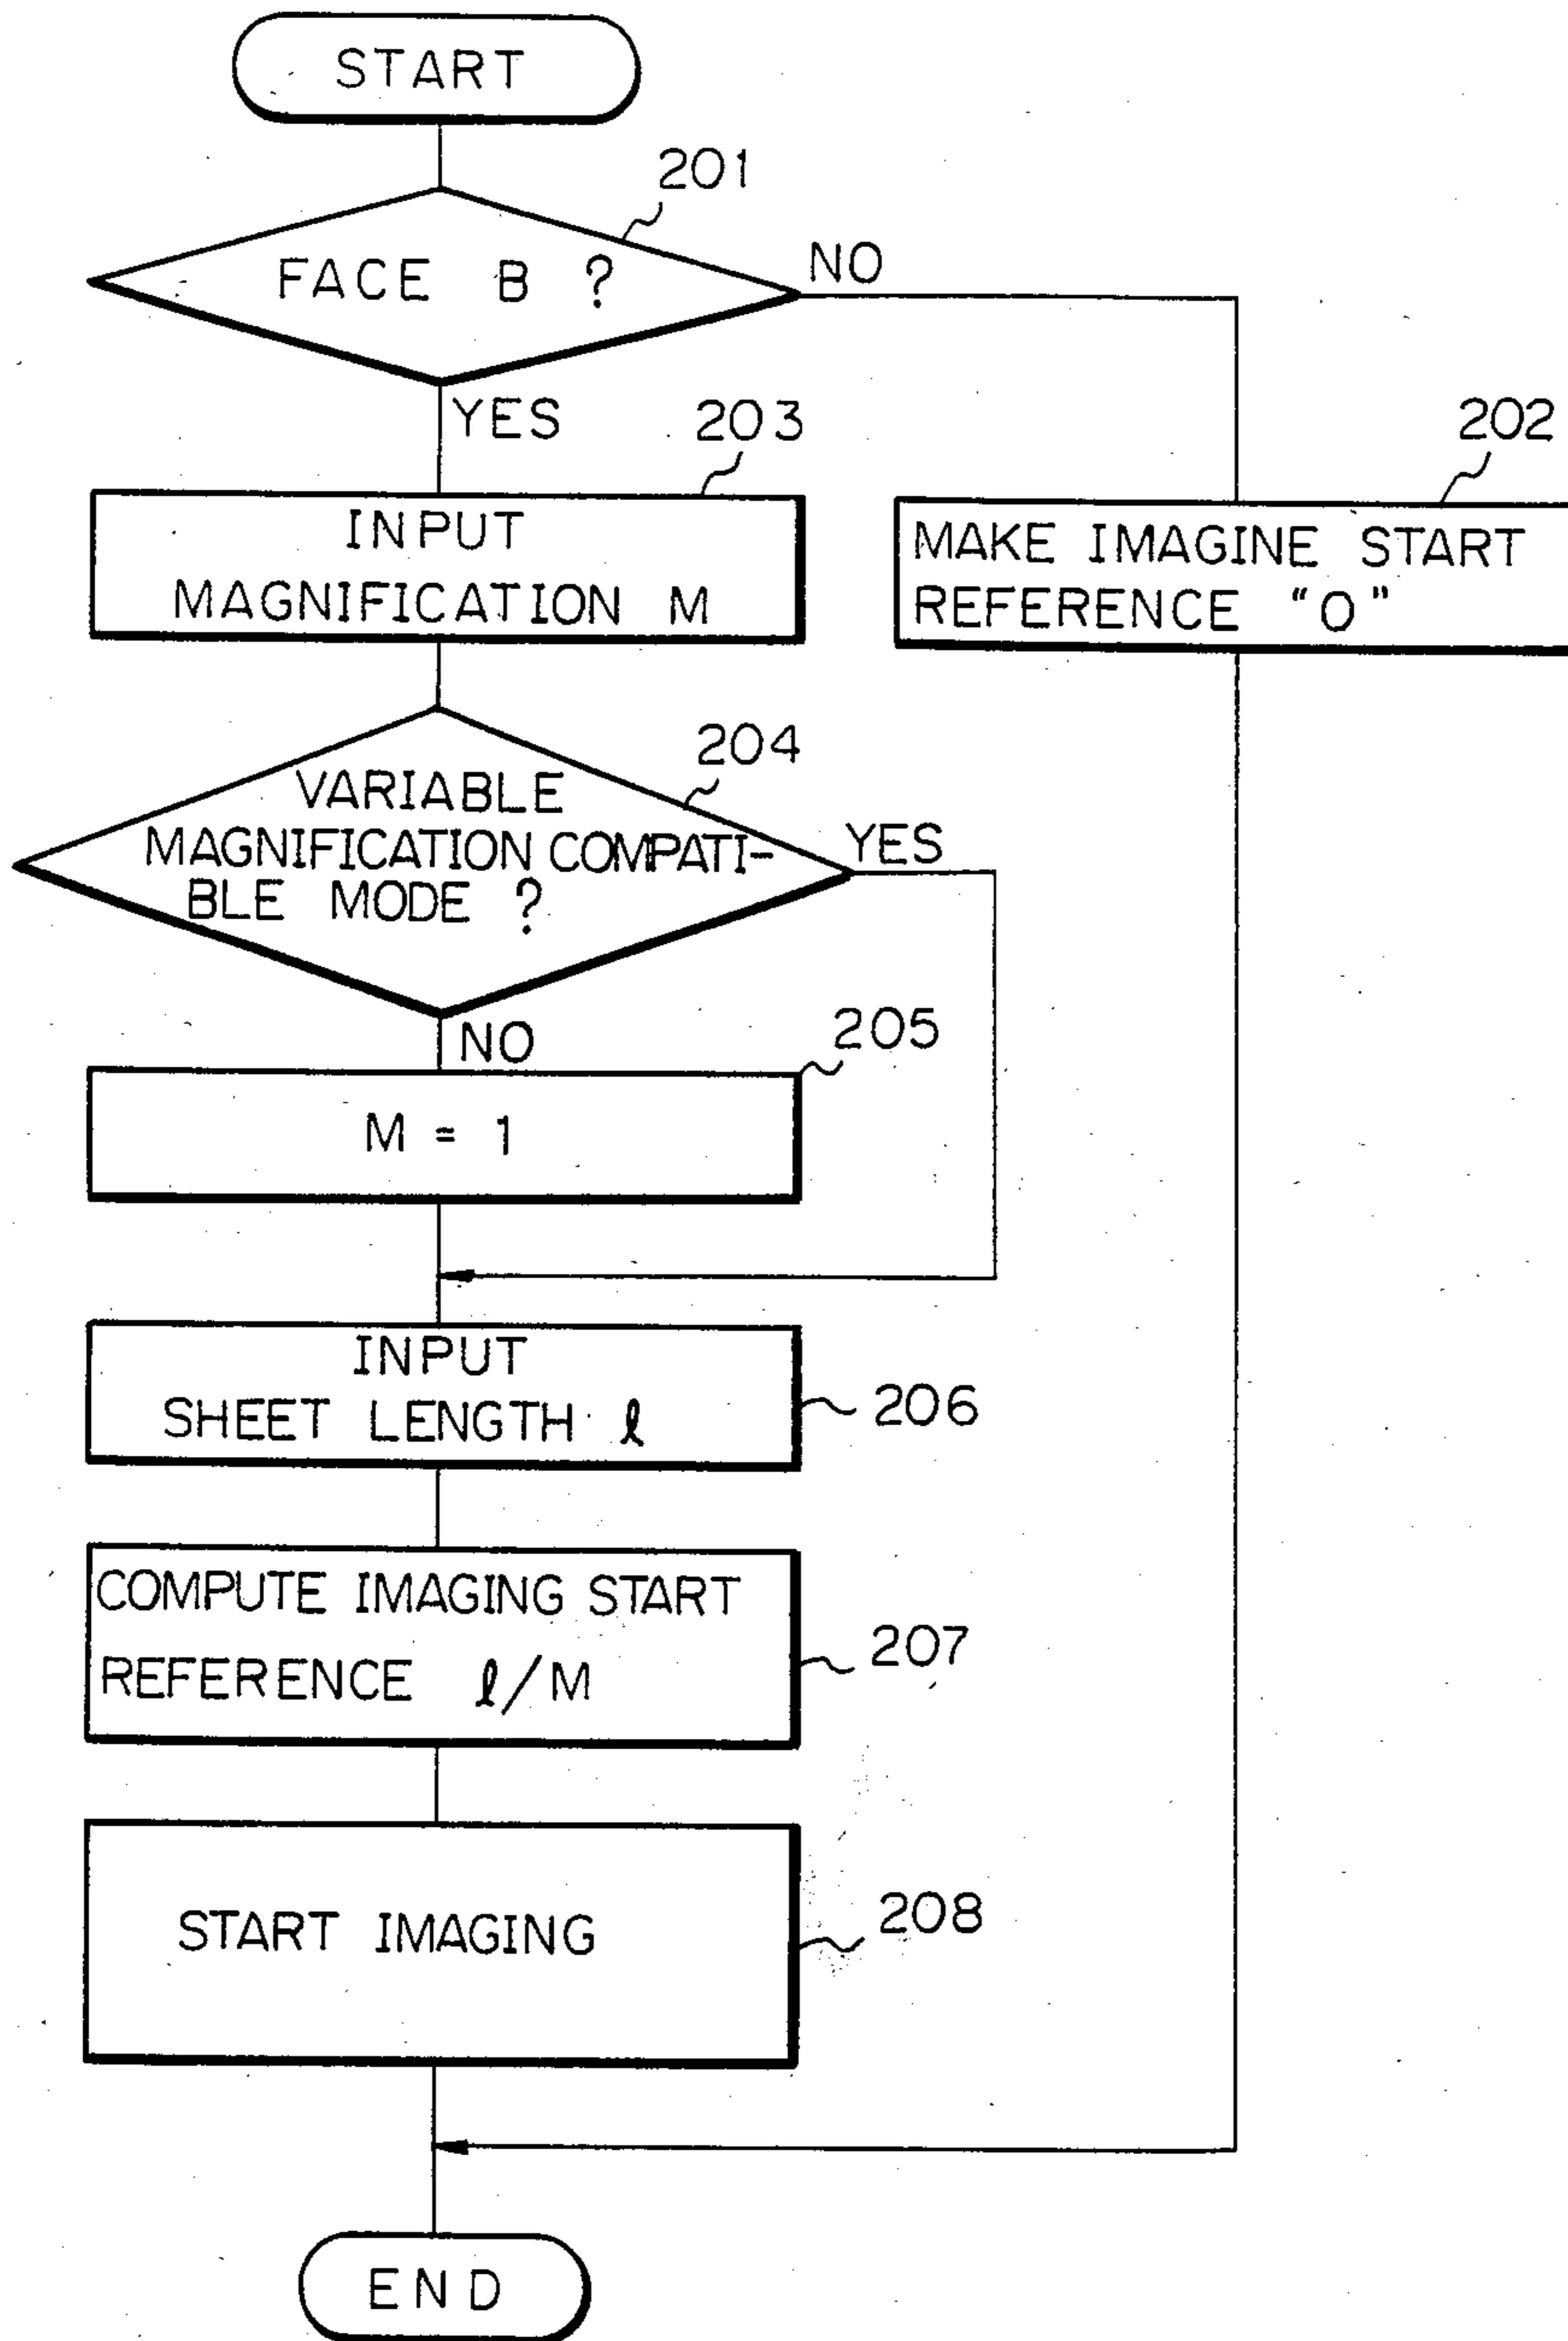 START
201
FACE B ?
NO
YES
203
202
INPUT
MAGNIFICATION M
MAKE IMAGINE START
REFERENCE "0"
204
VARIABLE
MAGNIFICATION COMPATI-
BLE MODE ?
YES
NO
205
M = 1
INPUT
SHEET LENGTH ℓ
206
COMPUTE IMAGING START
REFERENCE ℓ/M
207
START IMAGING
208
END